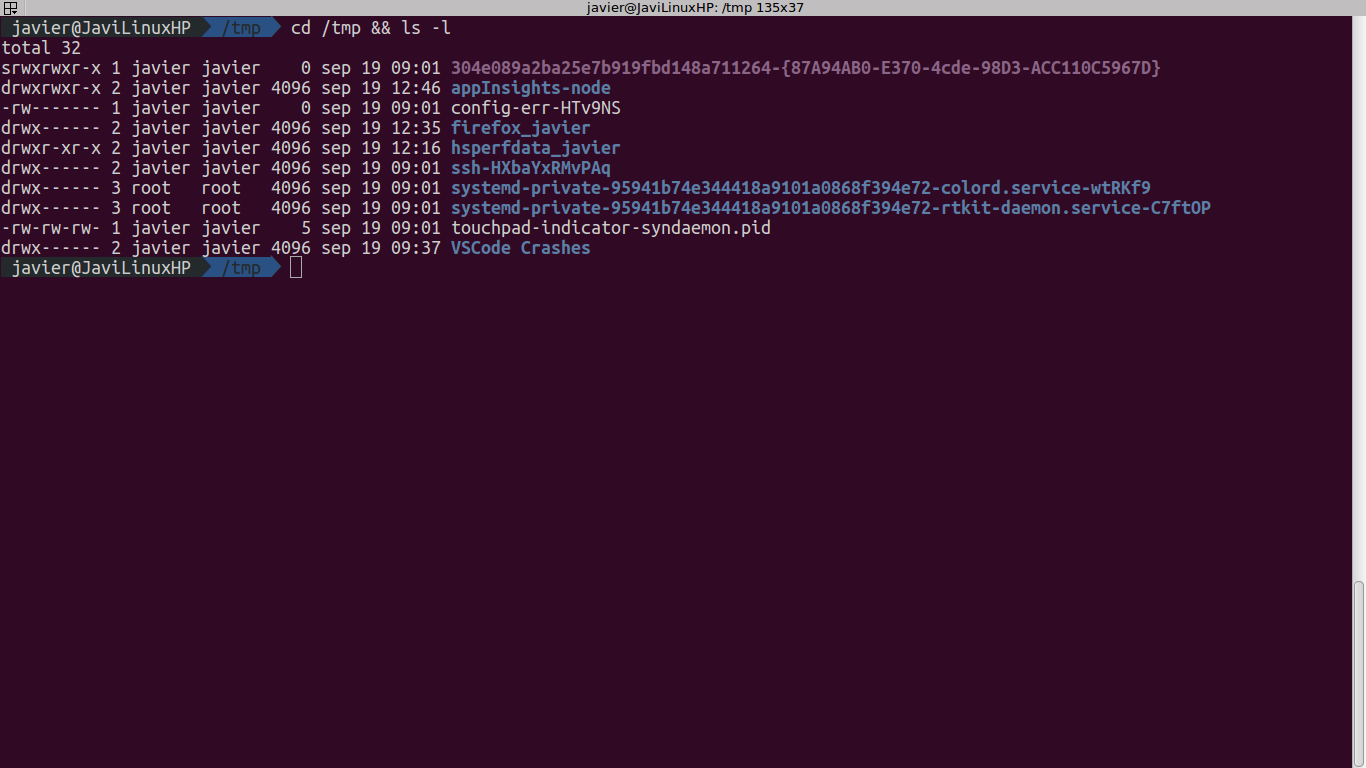 javier@JaviLinuxHP: /tmp 135x37
javier@JaviLinuxHP /tmp cd /tmp && ls -l
total 32
srwxrwxr-x 1 javier javier    0 sep 19 09:01 304e089a2ba25e7b919fbd148a711264-{87A94AB0-E370-4cde-98D3-ACC110C5967D}
drwxrwxr-x 2 javier javier 4096 sep 19 12:46 appInsights-node
-rw------- 1 javier javier    0 sep 19 09:01 config-err-HTv9NS
drwx------ 2 javier javier 4096 sep 19 12:35 firefox_javier
drwxr-xr-x 2 javier javier 4096 sep 19 12:16 hsperfdata_javier
drwx------ 2 javier javier 4096 sep 19 09:01 ssh-HXbaYxRMvPAq
drwx------ 3 root   root   4096 sep 19 09:01 systemd-private-95941b74e344418a9101a0868f394e72-colord.service-wtRKf9
drwx------ 3 root   root   4096 sep 19 09:01 systemd-private-95941b74e344418a9101a0868f394e72-rtkit-daemon.service-C7ftOP
-rw-rw-rw- 1 javier javier    5 sep 19 09:01 touchpad-indicator-syndaemon.pid
drwx------ 2 javier javier 4096 sep 19 09:37 VSCode Crashes
javier@JaviLinuxHP /tmp